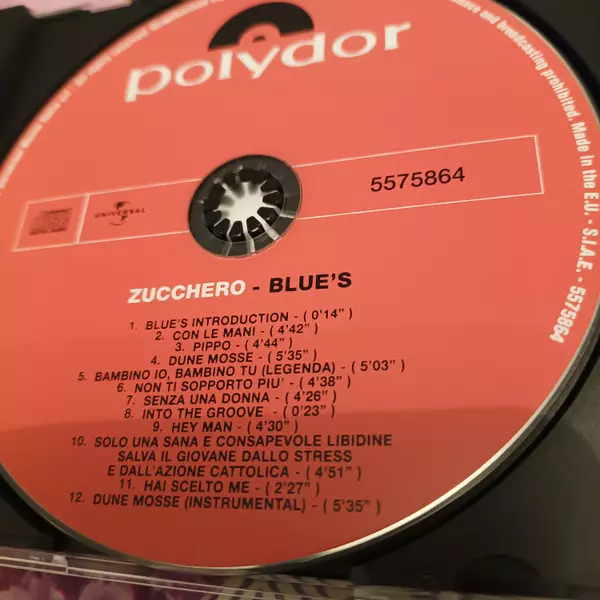 polydor
ance and broadcasting prohibited. Made in the E.U. - S.I.A.E. - 5575864
UNIVERSAL
5575864
ZUCCHERO - BLUE'S
1. BLUE'S INTRODUCTION - ( 0'14" )
2. CON LE MANI - ( 4'42" )
3. PIPPO - ( 4'44" )
4. DUNE MOSSE - ( 5'35" )
5. BAMBINO IO, BAMBINO TU (LEGENDA) - ( 5'03" )
6. NON TI SOPPORTO PIU' - ( 4'38" )
7. SENZA UNA DONNA - ( 4'26" )
8. INTO THE GROOVE - ( 0'23" )
9. HEY MAN - ( 4'30" )
10. SOLO UNA SANA E CONSAPEVOLE LIBIDINE
SALVA IL GIOVANE DALLO STRESS
E DALL'AZIONE CATTOLICA - ( 4'51" )
11. HAI SCELTO ME - ( 2'27" )
12. DUNE MOSSE (INSTRUMENTAL) - ( 5'35" )